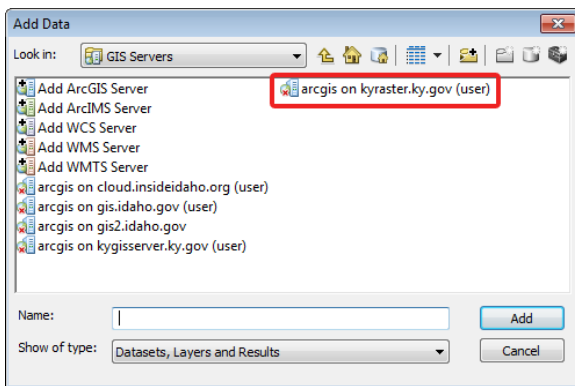 Add Data
Look in: GIS Servers
Add ArcGIS Server
Add ArcIMS Server
Add WCS Server
Add WMS Server
Add WMTS Server
arcgis on cloud.insideidaho.org (user)
arcgis on gis.idaho.gov (user)
arcgis on gis2.idaho.gov
arcgis on kygisserver.ky.gov (user)
arcgis on kyraster.ky.gov (user)
Name:
Add
Show of type: Datasets, Layers and Results
Cancel